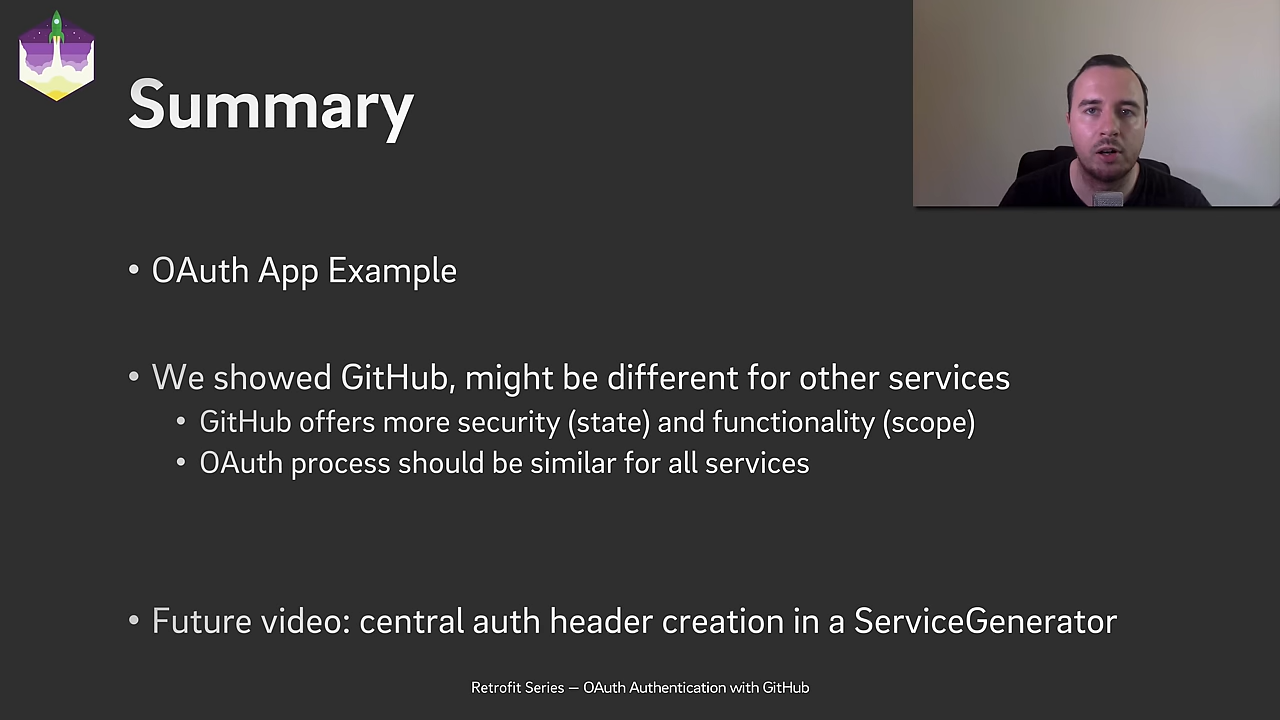 Summary
• OAuth App Example
• We showed GitHub, might be different for other services
• GitHub offers more security (state) and functionality (scope)
• OAuth process should be similar for all services
• Future video: central auth header creation in a ServiceGenerator
Retrofit Series — OAuth Authentication with GitHub